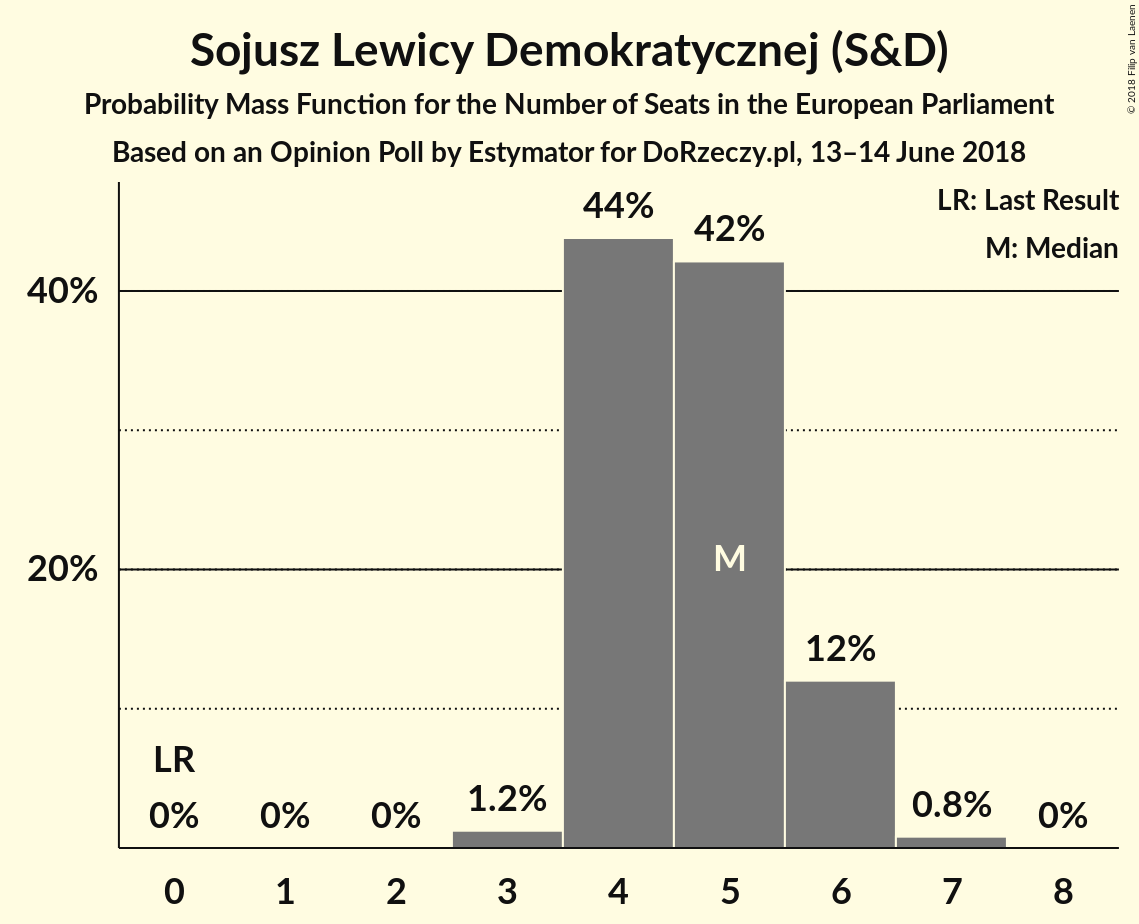 Sojusz Lewicy Demokratycznej (S&D)
Probability Mass Function for the Number of Seats in the European Parliament
Based on an Opinion Poll by Estymator for DoRzeczy.pl, 13–14 June 2018
© 2018 Filip van Laenen
LR: Last Result
M: Median
44%
42%
40%
M
20%
12%
LR
0% 0% 0% 1.2% 0.8% 0%
0 1 2 3 4 5 6 7 8